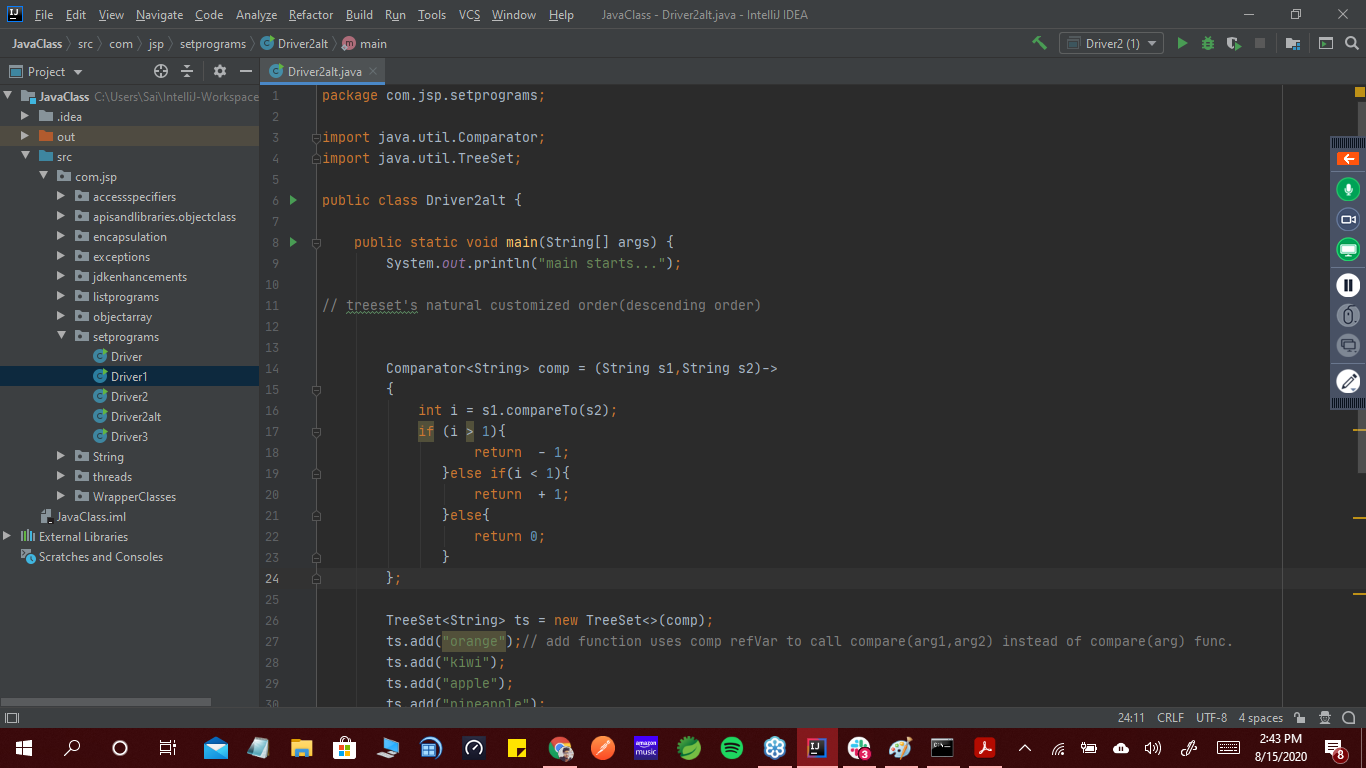 File Edit View Navigate Code Analyze Refactor Build Run Tools VCS Window Help JavaClass - Driver2alt.java - IntelliJ IDEA
JavaClass src com jsp setprograms Driver2alt main Driver2 (1)
Project Driver2alt.java
JavaClass C:\Users\Sai\IntelliJ-Workspace
.idea
out
src
com.jsp
accessspecifiers
apisandlibraries.objectclass
encapsulation
exceptions
jdkenhancements
listprograms
objectarray
setprograms
Driver
Driver1
Driver2
Driver2alt
Driver3
String
threads
WrapperClasses
JavaClass.iml
External Libraries
Scratches and Consoles
1 package com.jsp.setprograms;
2
3 import java.util.Comparator;
4 import java.util.TreeSet;
5
6 public class Driver2alt {
7
8 public static void main(String[] args) {
9 System.out.println("main starts...");
10
11 // treeset's natural customized order(descending order)
12
13
14 Comparator<String> comp = (String s1,String s2)->
15 {
16 int i = s1.compareTo(s2);
17 if (i > 1){
18 return - 1;
19 }else if(i < 1){
20 return + 1;
21 }else{
22 return 0;
23 }
24 };
25
26 TreeSet<String> ts = new TreeSet<>(comp);
27 ts.add("orange");// add function uses comp refVar to call compare(arg1,arg2) instead of compare(arg) func.
28 ts.add("kiwi");
29 ts.add("apple");
30 ts.add("pineapple");
24:11 CRLF UTF-8 4 spaces
amazon music
3
2:43 PM
8/15/2020
8